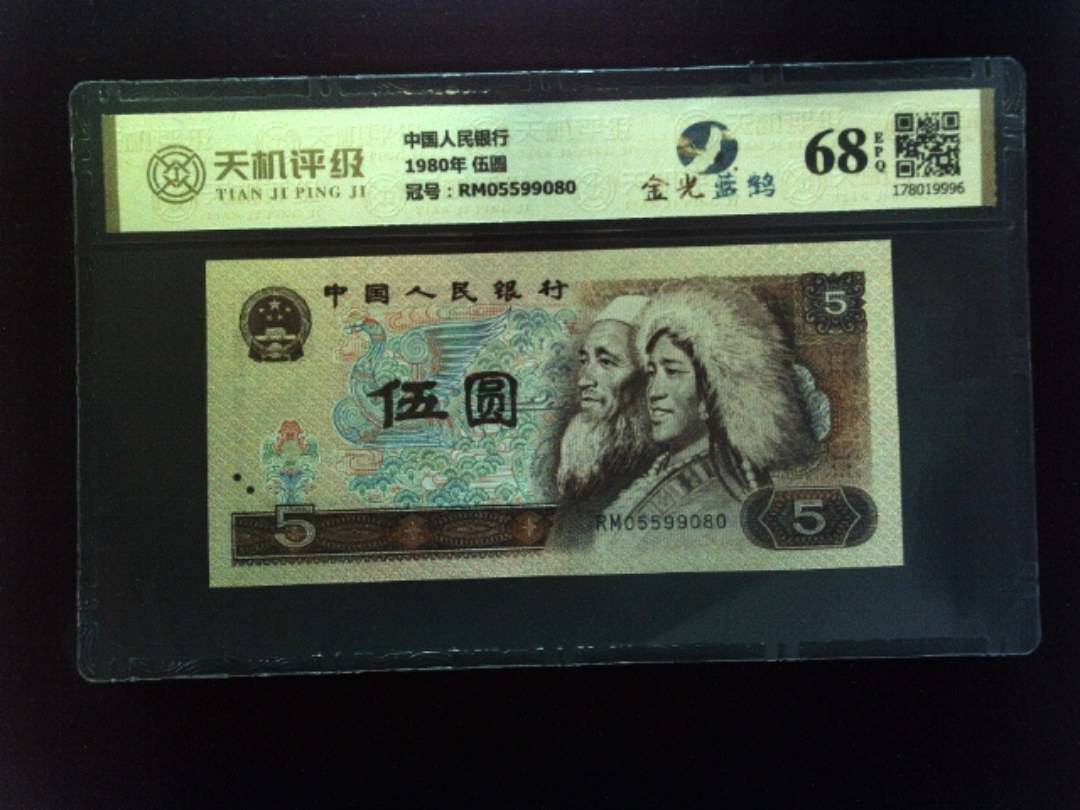 天机评级
TIAN JI PING JI
中国人民银行
1980年 伍圆
冠号：RM05599080
金光蓝鹤
68
EPQ
178019996
中国人民银行
5
伍圆
RM05599080
5
5